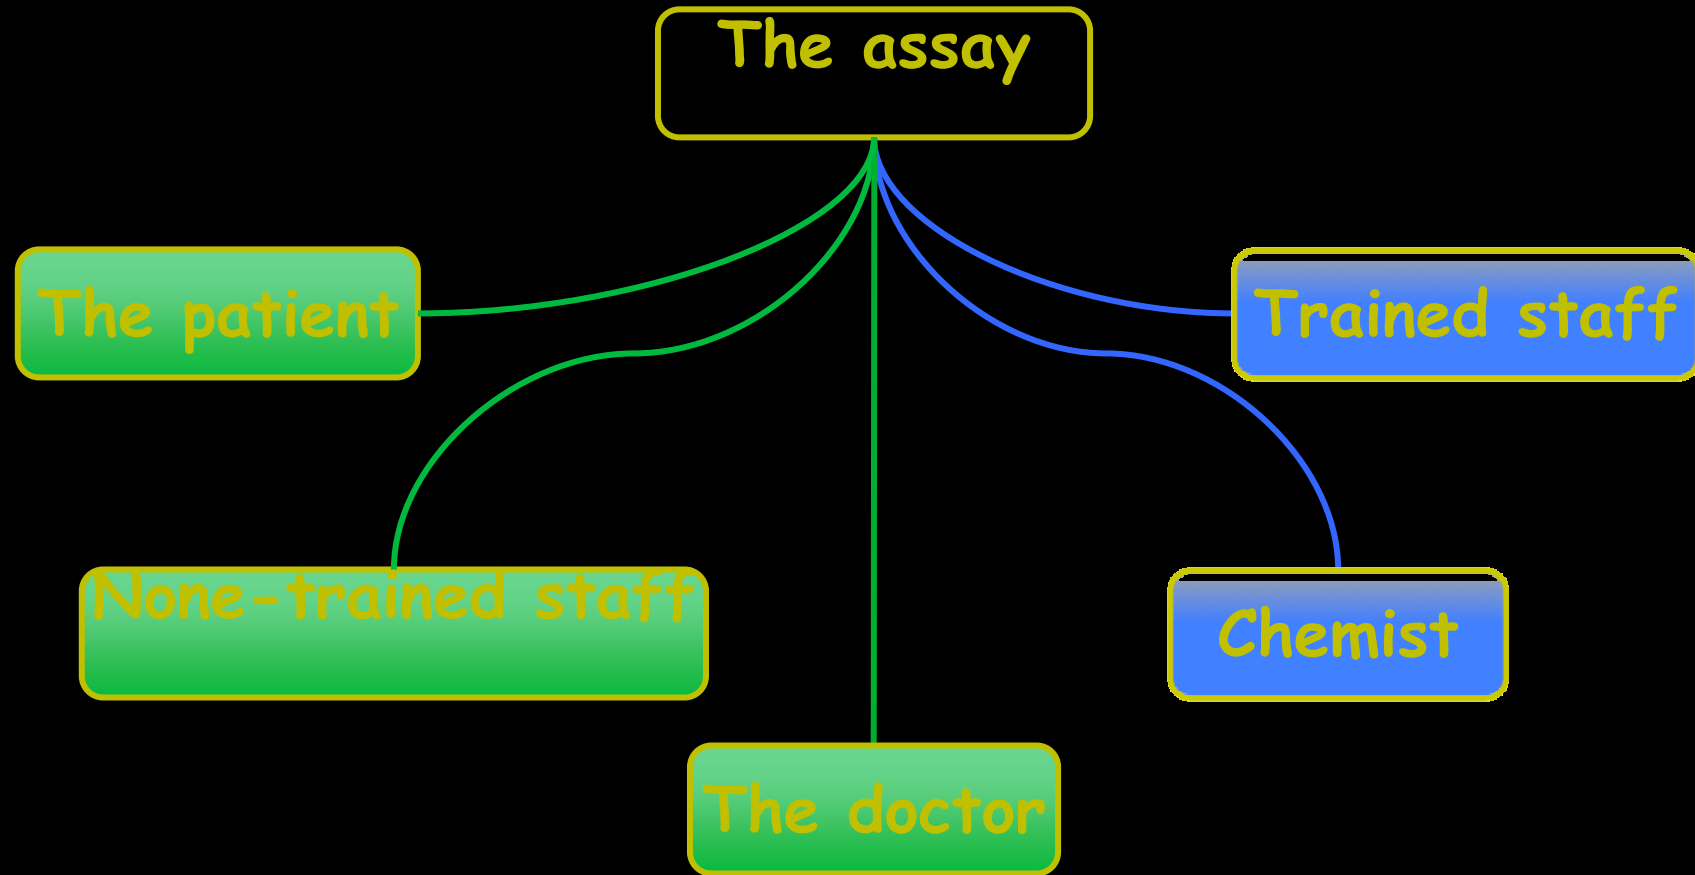 The assay
The patient
Trained staff
None-trained staff
Chemist
The doctor